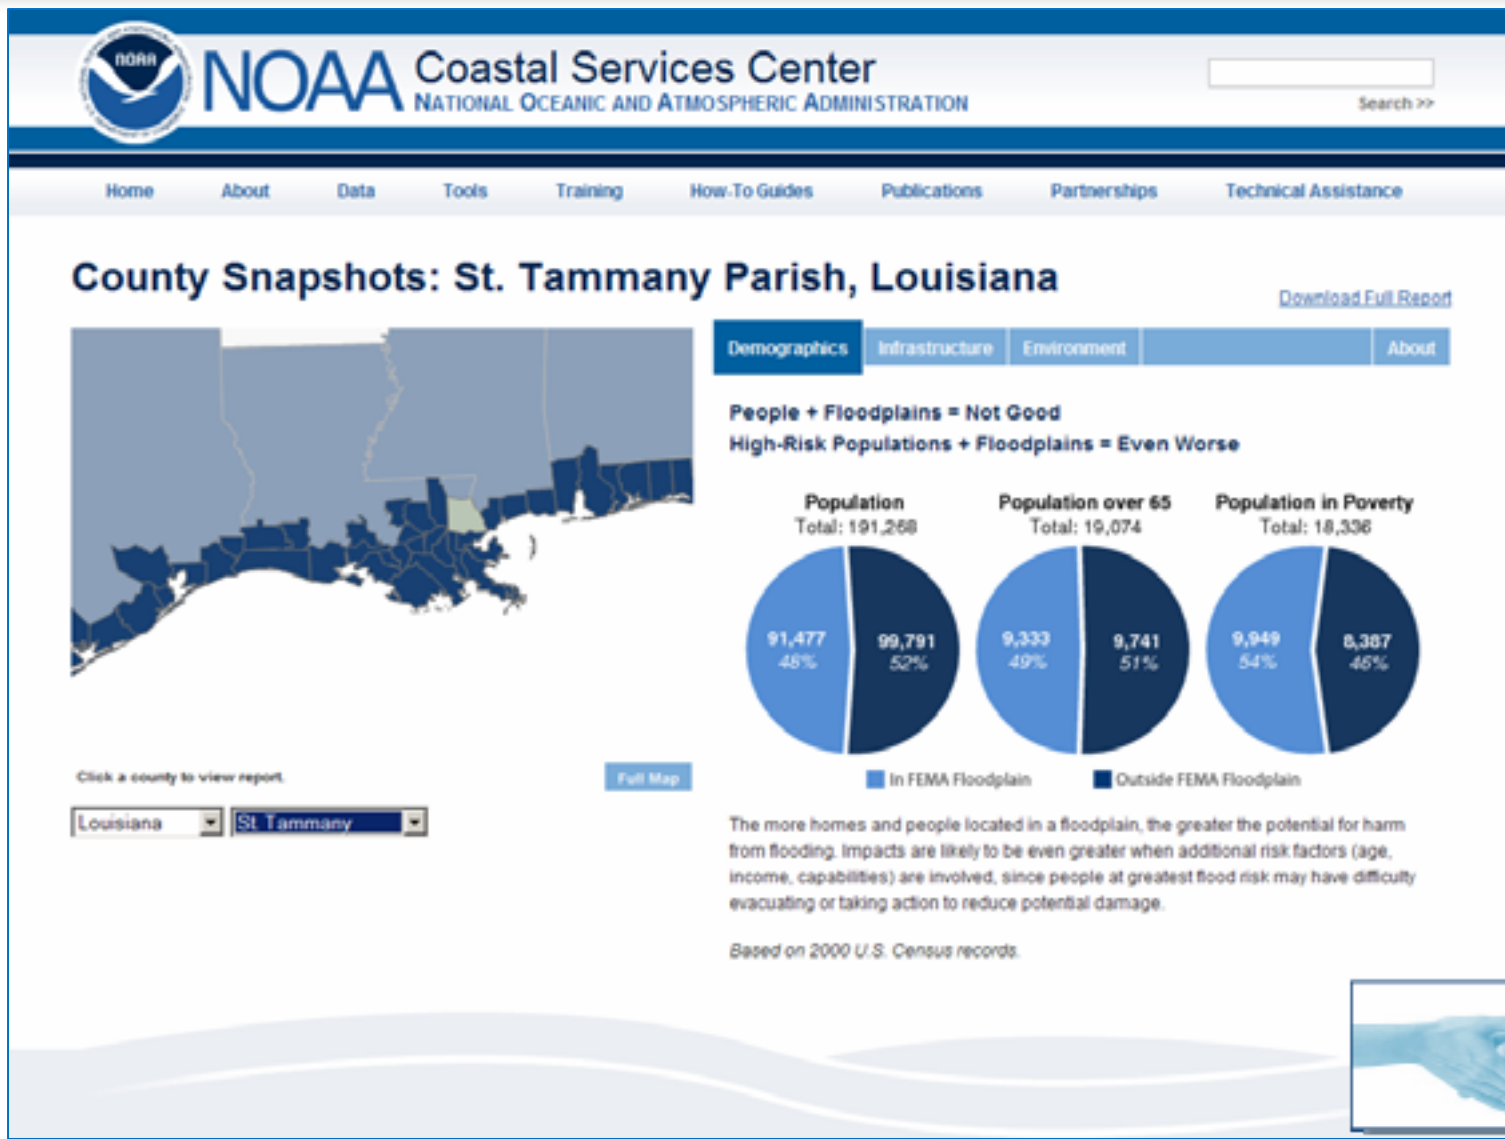 NOAA
NOAA Coastal Services Center
NATIONAL OCEANIC AND ATMOSPHERIC ADMINISTRATION
Search >>
Home About Data Tools Training How-To Guides Publications Partnerships Technical Assistance
County Snapshots: St. Tammany Parish, Louisiana
Download Full Report
Demographics Infrastructure Environment About
People + Floodplains = Not Good
High-Risk Populations + Floodplains = Even Worse
Population Population over 65 Population in Poverty
Total: 191,268 Total: 19,074 Total: 18,336
91,477 99,791 9,333 9,741 9,949 8,387
48% 52% 49% 51% 54% 46%
In FEMA Floodplain Outside FEMA Floodplain
Click a county to view report.
Full Map
Louisiana St. Tammany
The more homes and people located in a floodplain, the greater the potential for harm
from flooding. Impacts are likely to be even greater when additional risk factors (age,
income, capabilities) are involved, since people at greatest flood risk may have difficulty
evacuating or taking action to reduce potential damage.
Based on 2000 U.S. Census records.